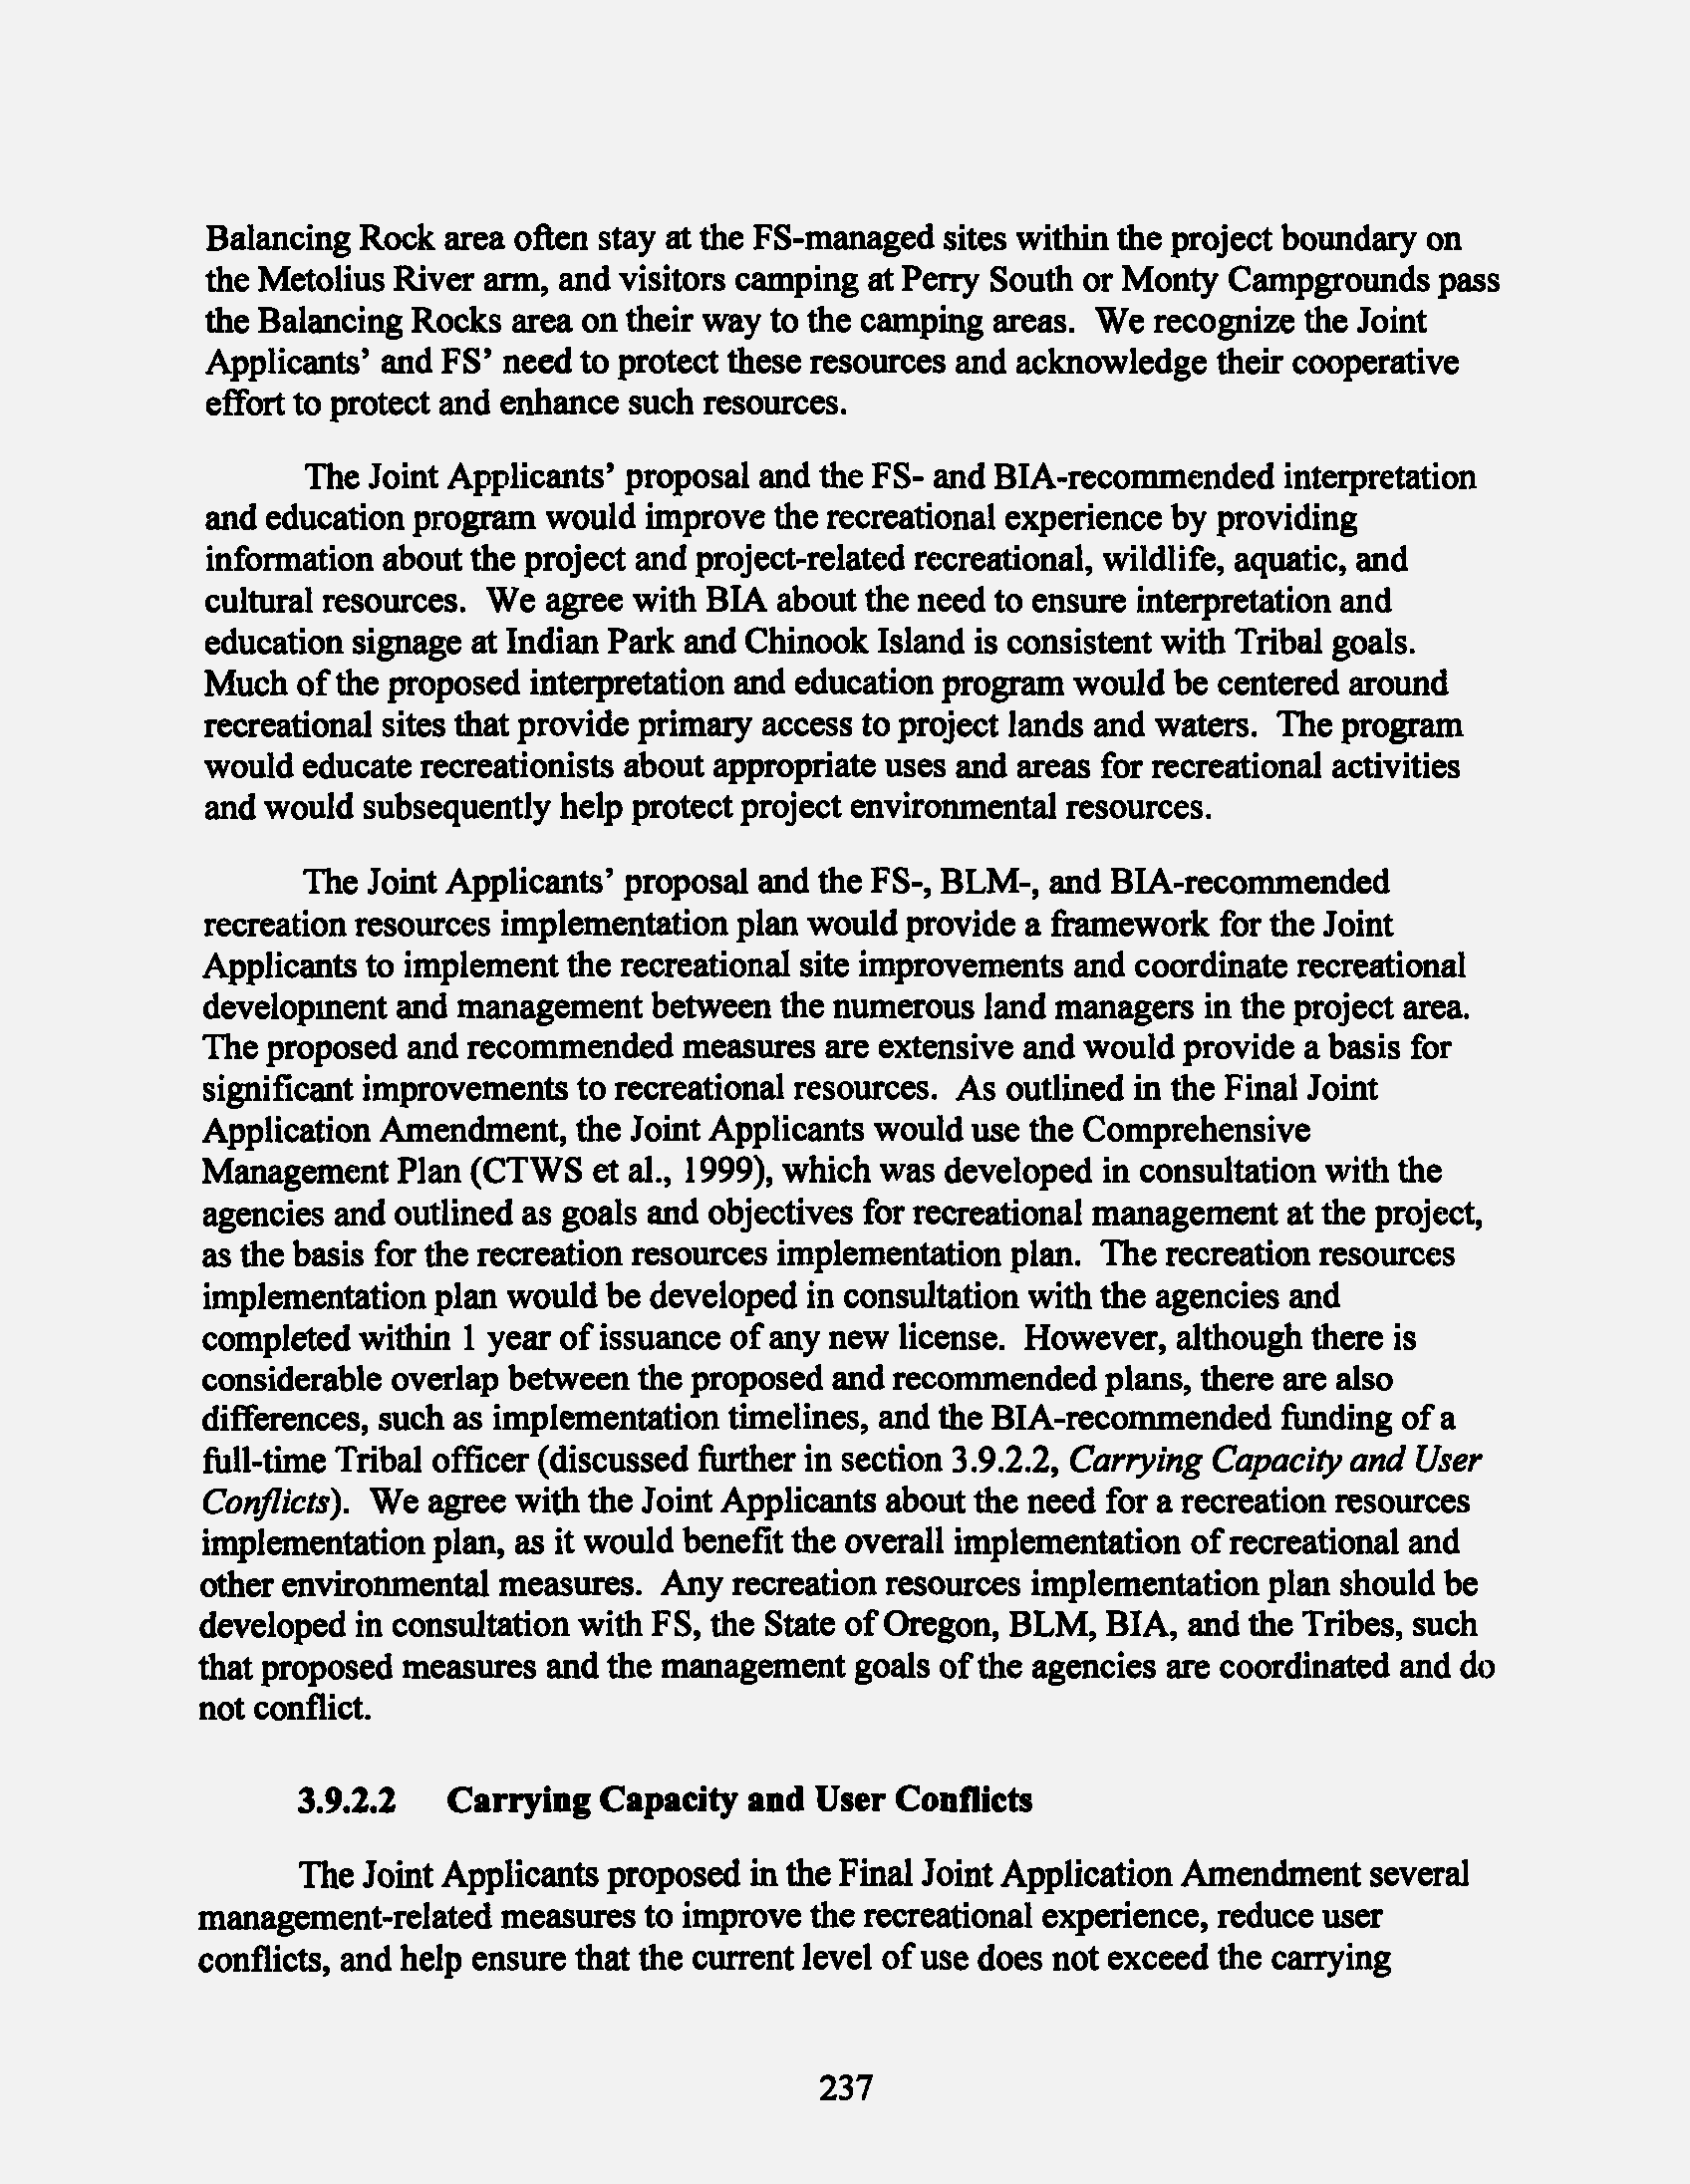 Balancing Rock area often stay at the FS-managed sites within the project boundary on
the Metolius River arm, and visitors camping at Perry South or Monty Campgrounds pass
the Balancing Rocks area on their way to the camping areas. We recognize the Joint
Applicants' and FS' need to protect these resources and acknowledge their cooperative
effort to protect and enhance such resources.
The Joint Applicants' proposal and the FS- and BIA-recommended interpretation
and education program would improve the recreational experience by providing
information about the project and project-related recreational, wildlife, aquatic, and
cultural resources. We agree with BIA about the need to ensure interpretation and
education signage at Indian Park and Chinook Island is consistent with Tribal goals.
Much of the proposed interpretation and education program would be centered around
recreational sites that provide primary access to project lands and waters. The program
would educate recreationists about appropriate uses and areas for recreational activities
and would subsequently help protect project environmental resources.
The Joint Applicants' proposal and the FS-, BLM-, and BIA-recommended
recreation resources implementation plan would provide a framework for the Joint
Applicants to implement the recreational site improvements and coordinate recreational
development and management between the numerous land managers in the project area.
The proposed and recommended measures are extensive and would provide a basis for
significant improvements to recreational resources. As outlined in the Final Joint
Application Amendment, the Joint Applicants would use the Comprehensive
Management Plan (CTWS et al., 1999), which was developed in consultation with the
agencies and outlined as goals and objectives for recreational management at the project,
as the basis for the recreation resources implementation plan. The recreation resources
implementation plan would be developed in consultation with the agencies and
completed within 1 year of issuance of any new license. However, although there is
considerable overlap between the proposed and recommended plans, there are also
differences, such as implementation timelines, and the BIA-recommended funding of a
full-time Tribal officer (discussed further in section 3.9.2.2, Carrying Capacity and User
Conflicts). We agree with the Joint Applicants about the need for a recreation resources
implementation plan, as it would benefit the overall implementation of recreational and
other environmental measures. Any recreation resources implementation plan should be
developed in consultation with FS, the State of Oregon, BLM, BIA, and the Tribes, such
that proposed measures and the management goals of the agencies are coordinated and do
not conflict.
3.9.2.2 Carrying Capacity and User Conflicts
The Joint Applicants proposed in the Final Joint Application Amendment several
management-related measures to improve the recreational experience, reduce user
conflicts, and help ensure that the current level of use does not exceed the carrying
237